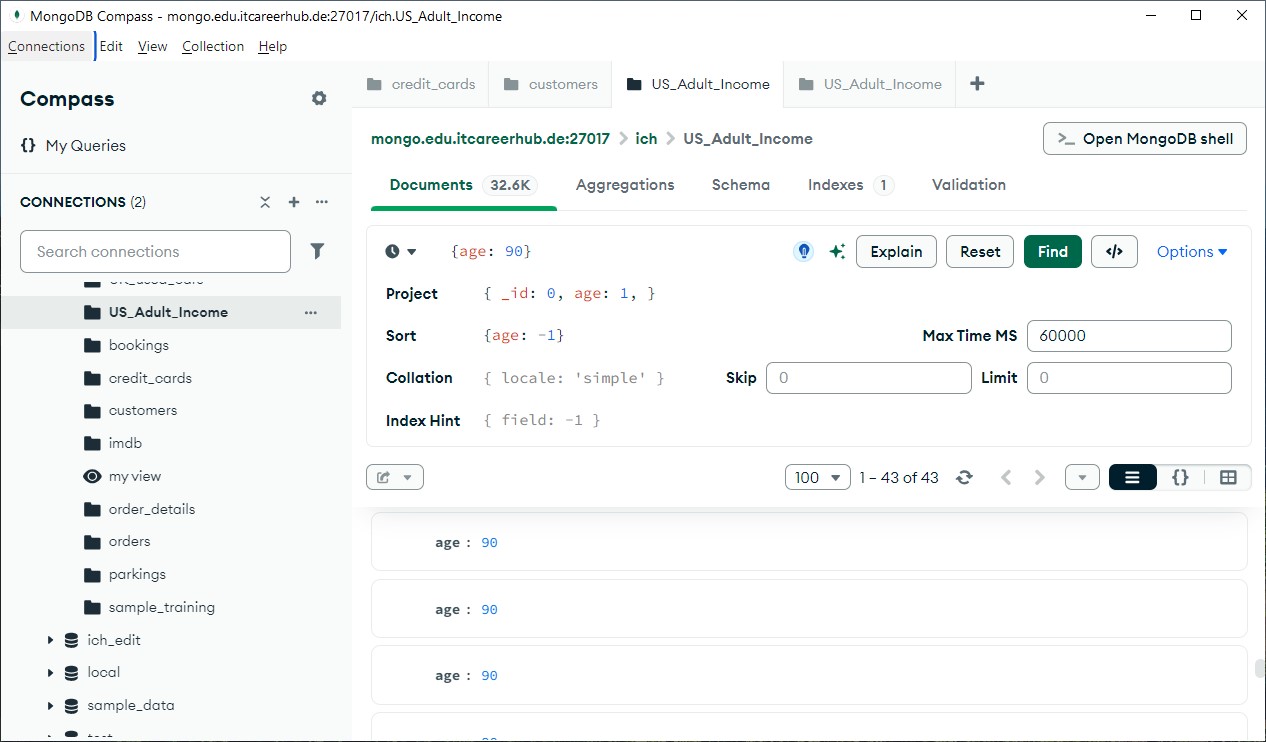 MongoDB Compass - mongo.edu.itcareerhub.de:27017/ich.US_Adult_Income
Connections Edit View Collection Help
Compass
My Queries
CONNECTIONS (2)
Search connections
US_Adult_Income
bookings
credit_cards
customers
imdb
my view
order_details
orders
parkings
sample_training
ich_edit
local
sample_data
credit_cards customers US_Adult_Income US_Adult_Income
mongo.edu.itcareerhub.de:27017 > ich > US_Adult_Income
>_ Open MongoDB shell
Documents 32.6K Aggregations Schema Indexes 1 Validation
{age: 90}
Explain Reset Find </> Options
Project { _id: 0, age: 1, }
Sort {age: -1} Max Time MS 60000
Collation { locale: 'simple' } Skip 0 Limit 0
Index Hint { field: -1 }
100 1 – 43 of 43 {}
age : 90
age : 90
age : 90